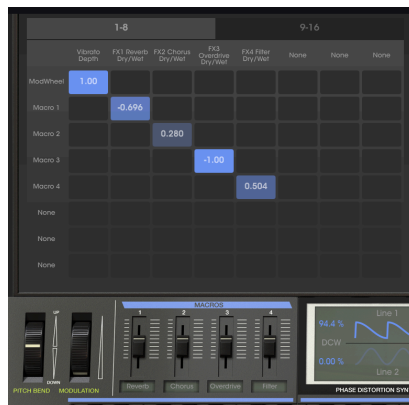 1-8 9-16
Vibrato Depth FX1 Reverb Dry/Wet FX2 Chorus Dry/Wet FX3 Overdrive Dry/Wet FX4 Filter Dry/Wet None None None
ModWheel 1.00
Macro 1 -0.696
Macro 2 0.280
Macro 3 -1.00
Macro 4 0.504
None
None
None
MACROS
1 2 3 4
UP
DOWN
PITCH BEND MODULATION
Reverb Chorus Overdrive Filter
Line 1
94.4 %
DCW
0.00 %
Line 2
PHASE DISTORTION SYN